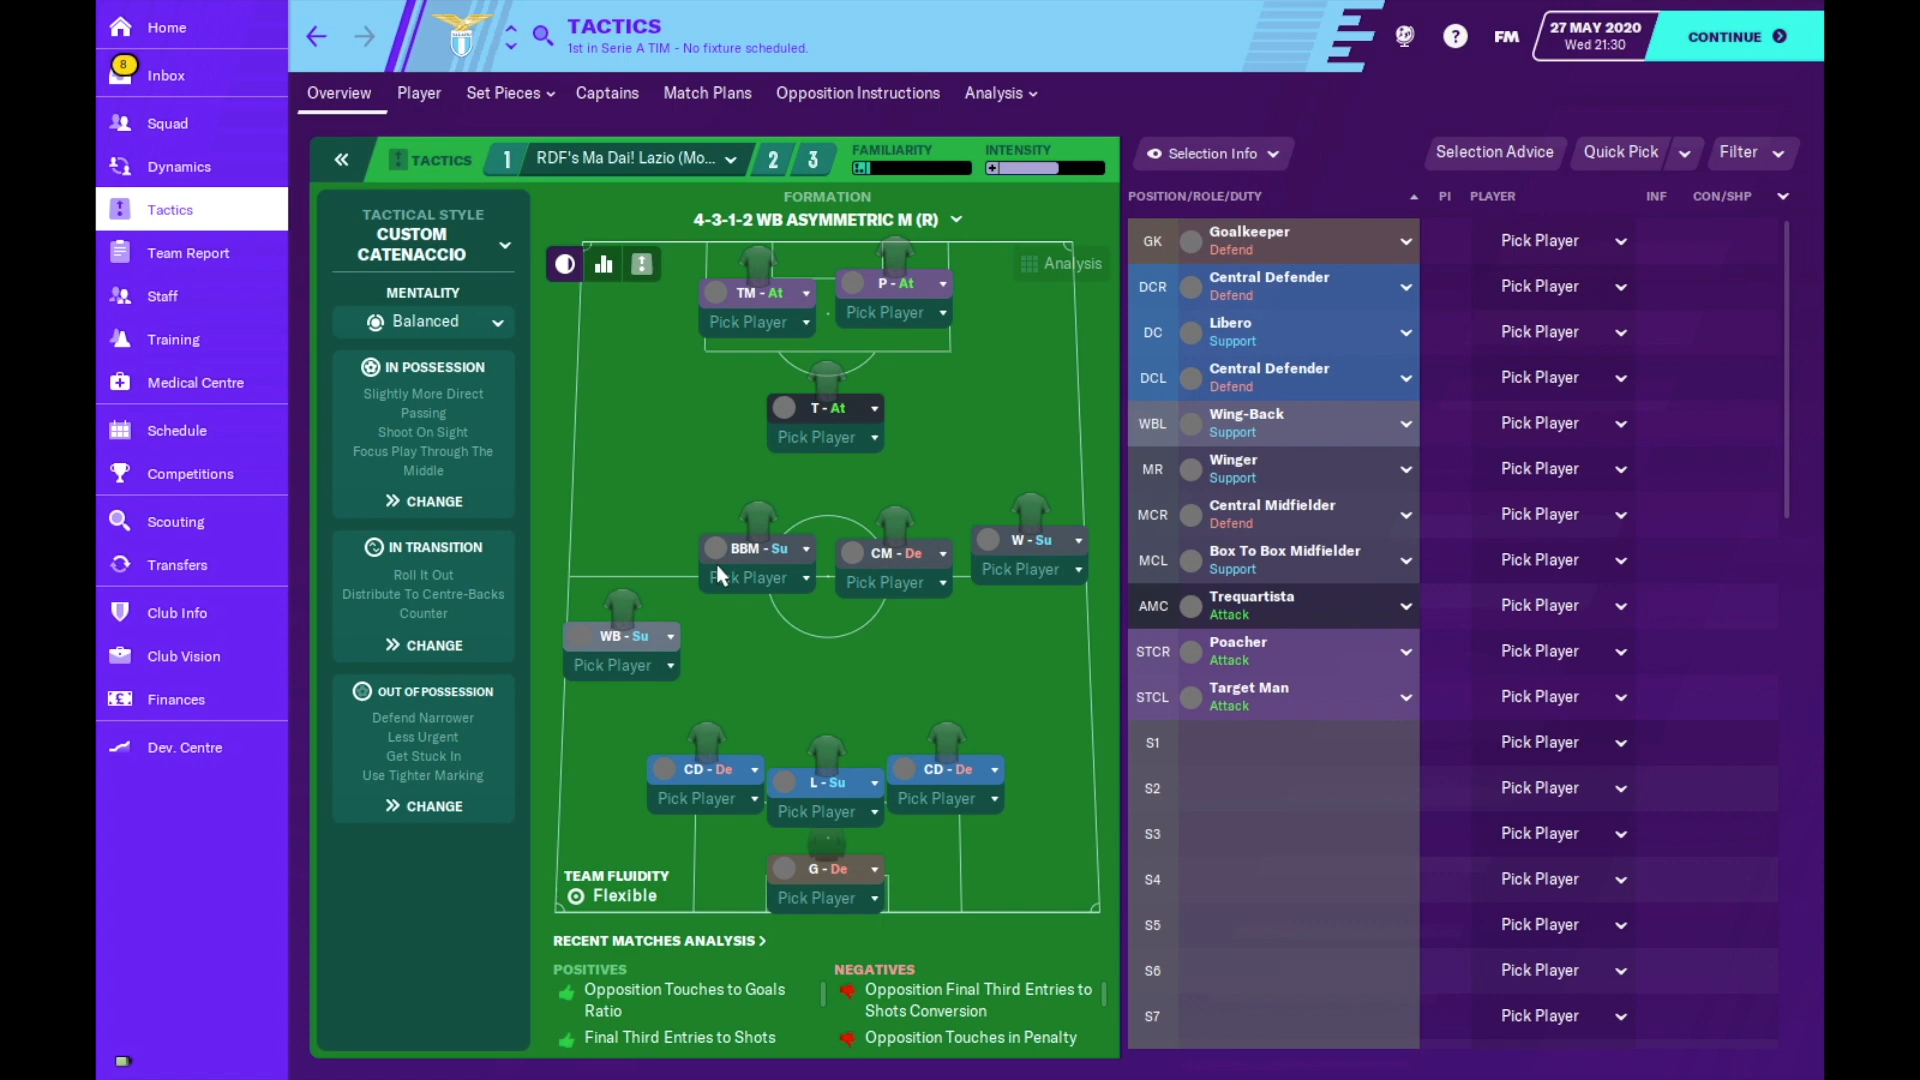 Home
8
Inbox
Squad
Dynamics
Tactics
Team Report
Staff
Training
Medical Centre
Schedule
Competitions
Scouting
Transfers
Club Info
Club Vision
Finances
Dev. Centre
TACTICS
1st in Serie A TIM - No fixture scheduled.
?
FM
27 MAY 2020
Wed 21:30
CONTINUE
Overview
Player
Set Pieces
Captains
Match Plans
Opposition Instructions
Analysis
TACTICS
1
RDF's Ma Dai! Lazio (Mo...
2
3
FAMILIARITY
INTENSITY
TACTICAL STYLE
CUSTOM
CATENACCIO
MENTALITY
Balanced
IN POSSESSION
Slightly More Direct
Passing
Shoot On Sight
Focus Play Through The
Middle
CHANGE
IN TRANSITION
Roll It Out
Distribute To Centre-Backs
Counter
CHANGE
OUT OF POSSESSION
Defend Narrower
Less Urgent
Get Stuck In
Use Tighter Marking
CHANGE
FORMATION
4-3-1-2 WB ASYMMETRIC M (R)
Analysis
TM - At
Pick Player
P - At
Pick Player
T - At
Pick Player
BBM - Su
Pick Player
CM - De
Pick Player
W - Su
Pick Player
WB - Su
Pick Player
CD - De
Pick Player
L - Su
Pick Player
CD - De
Pick Player
G - De
Pick Player
TEAM FLUIDITY
Flexible
RECENT MATCHES ANALYSIS >
POSITIVES
Opposition Touches to Goals
Ratio
Final Third Entries to Shots
NEGATIVES
Opposition Final Third Entries to
Shots Conversion
Opposition Touches in Penalty
Selection Info
Selection Advice
Quick Pick
Filter
POSITION/ROLE/DUTY
PI
PLAYER
INF
CON/SHP
GK
Goalkeeper
Defend
Pick Player
DCR
Central Defender
Defend
Pick Player
DC
Libero
Support
Pick Player
DCL
Central Defender
Defend
Pick Player
WBL
Wing-Back
Support
Pick Player
MR
Winger
Support
Pick Player
MCR
Central Midfielder
Defend
Pick Player
MCL
Box To Box Midfielder
Support
Pick Player
AMC
Trequartista
Attack
Pick Player
STCR
Poacher
Attack
Pick Player
STCL
Target Man
Attack
Pick Player
S1
Pick Player
S2
Pick Player
S3
Pick Player
S4
Pick Player
S5
Pick Player
S6
Pick Player
S7
Pick Player